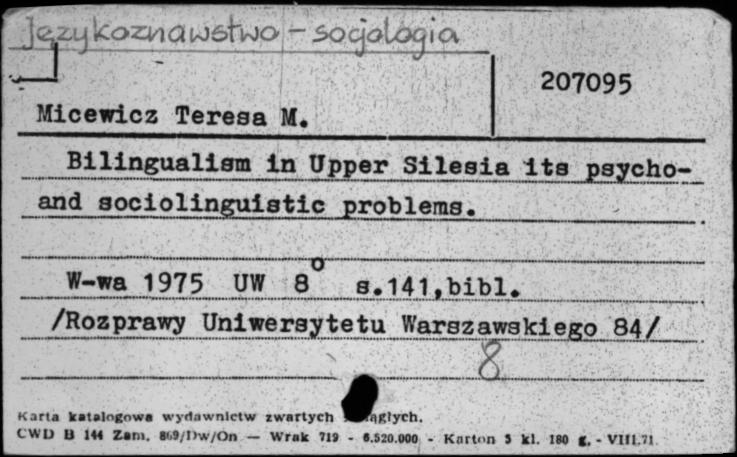 Językoznawstwo - socjologia
207095
Micewicz Teresa M.
Bilingualism in Upper Silesia its psycho-
and sociolinguistic problems.
W-wa 1975 UW 8° s.141,bibl.
/Rozprawy Uniwersytetu Warszawskiego 84/
8
Karta katalogowa wydawnictw zwartych
CWD B 144 Zam. 869/Dw/On — Wrak 719 - 6.520.000 - Karton 3 kl. 180 g. - VIII.71.